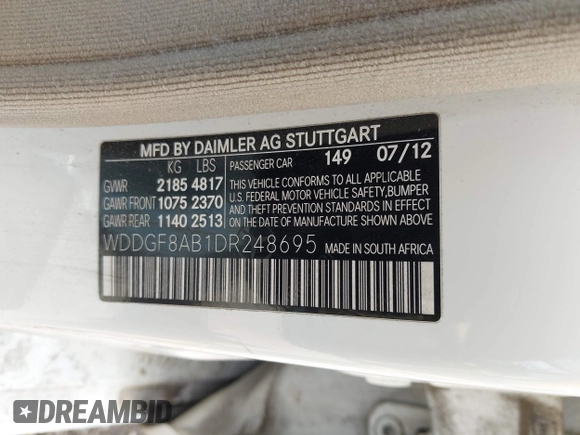 MFD BY DAIMLER AG STUTTGART
KG LBS
GVWR 2185 4817
GAWR FRONT 1075 2370
GAWR REAR 1140 2513
PASSENGER CAR 149 07/12
THIS VEHICLE CONFORMS TO ALL APPLICABLE
U.S. FEDERAL MOTOR VEHICLE SAFETY, BUMPER
AND THEFT PREVENTION STANDARDS IN
EFFECT ON THE DATE OF MANUFACTURE
SHOWN ABOVE.
WDDGF8AB1DR248695 MADE IN SOUTH AFRICA
DREAMBID